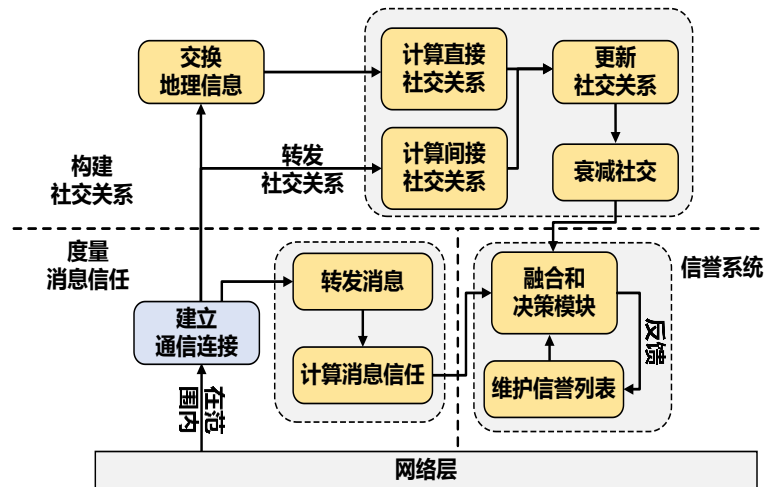 交换
地理信息
计算直接
社交关系
更新
社交关系
转发
社交关系
计算间接
社交关系
衰减社交
构建
社交关系
度量
消息信任
信誉系统
转发消息
融合和
决策模块
建立
通信连接
反馈
计算消息信任
维护信誉列表
在范
围内
网络层